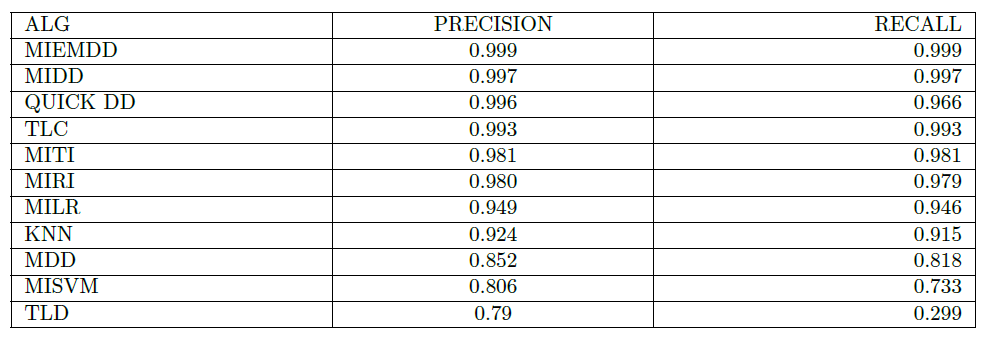 ALG PRECISION RECALL
MIEMDD 0.999 0.999
MIDD 0.997 0.997
QUICK DD 0.996 0.966
TLC 0.993 0.993
MITI 0.981 0.981
MIRI 0.980 0.979
MILR 0.949 0.946
KNN 0.924 0.915
MDD 0.852 0.818
MISVM 0.806 0.733
TLD 0.79 0.299